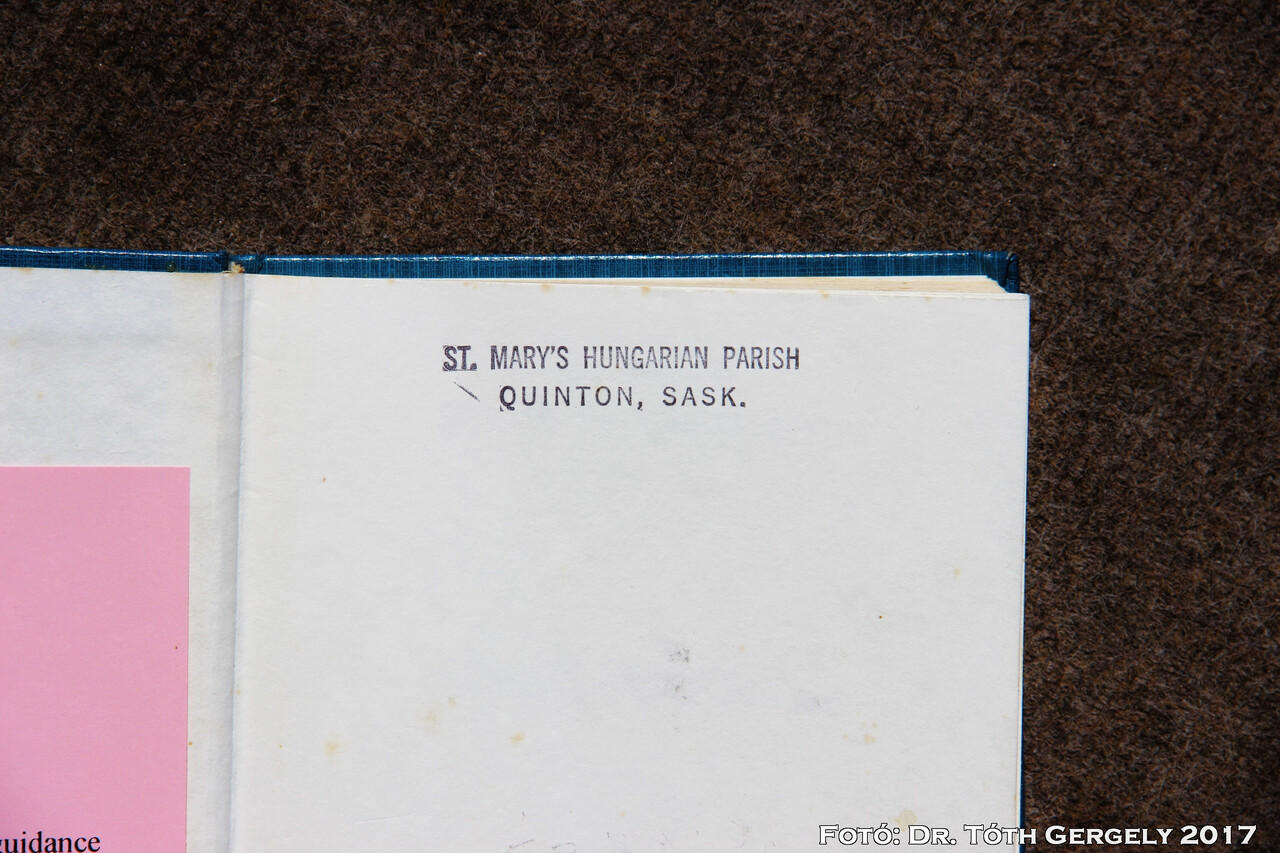 ST. MARY'S HUNGARIAN PARISH
QUINTON, SASK.
guidance
FOTÓ: DR. TÓTH GERGELY 2017